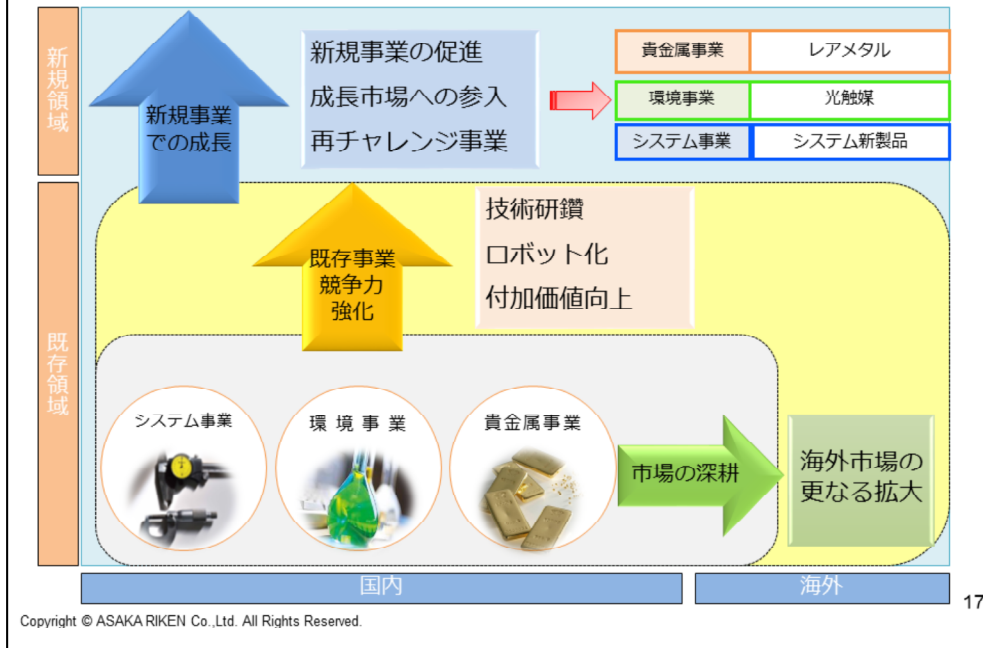 新規領域
新規事業
での成長
新規事業の促進
成長市場への参入
再チャレンジ事業
貴金属事業 レアメタル
環境事業 光触媒
システム事業 システム新製品
既存領域
既存事業
競争力
強化
技術研鑽
ロボット化
付加価値向上
システム事業
環境事業
貴金属事業
市場の深耕
海外市場の
更なる拡大
国内
海外
17
Copyright © ASAKA RIKEN Co.,Ltd. All Rights Reserved.